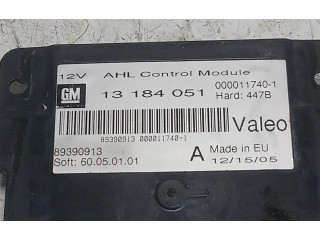 12V AHL Control Module
GM 13 184 051 000011740-1
Hard: 447B
Valeo
89390913 000011740-1
89390913
Soft: 60.05.01.01
A Made in EU
12/15/05